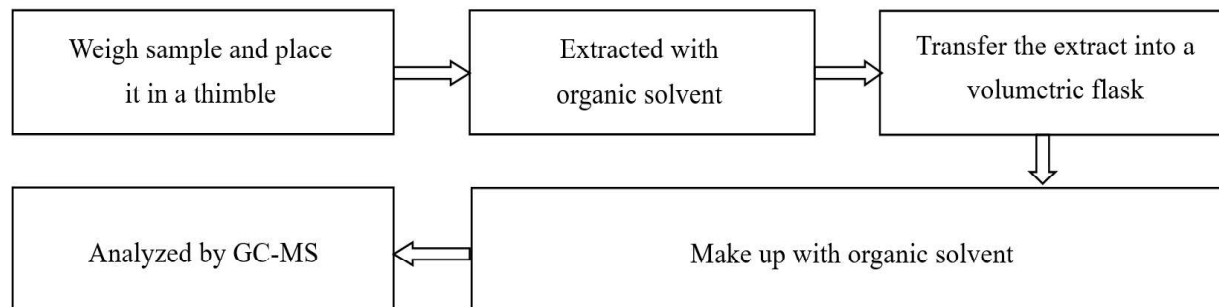 Weigh sample and place
it in a thimble
Extracted with
organic solvent
Transfer the extract into a
volumctric flask
Make up with organic solvent
Analyzed by GC-MS